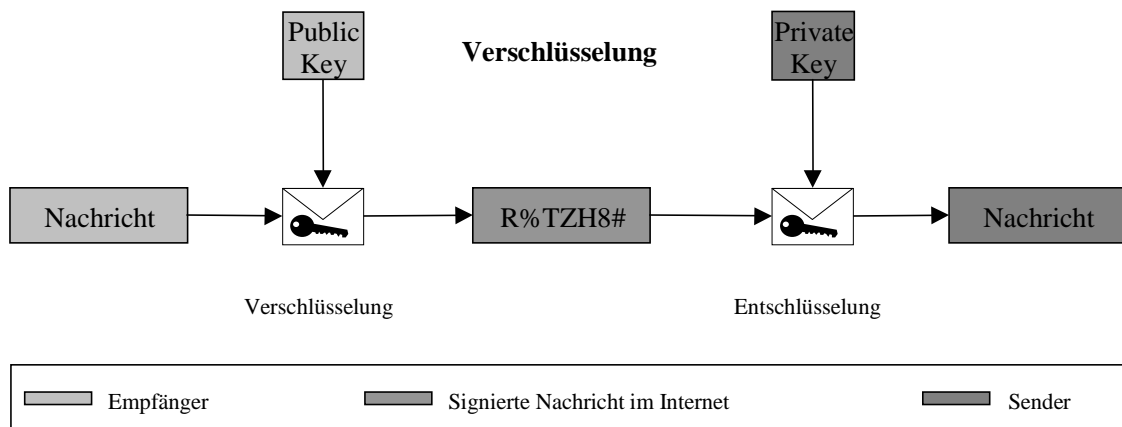 Public
Key
Verschlüsselung
Private
Key
Nachricht
R%TZH8#
Nachricht
Verschlüsselung
Entschlüsselung
Empfänger
Signierte Nachricht im Internet
Sender